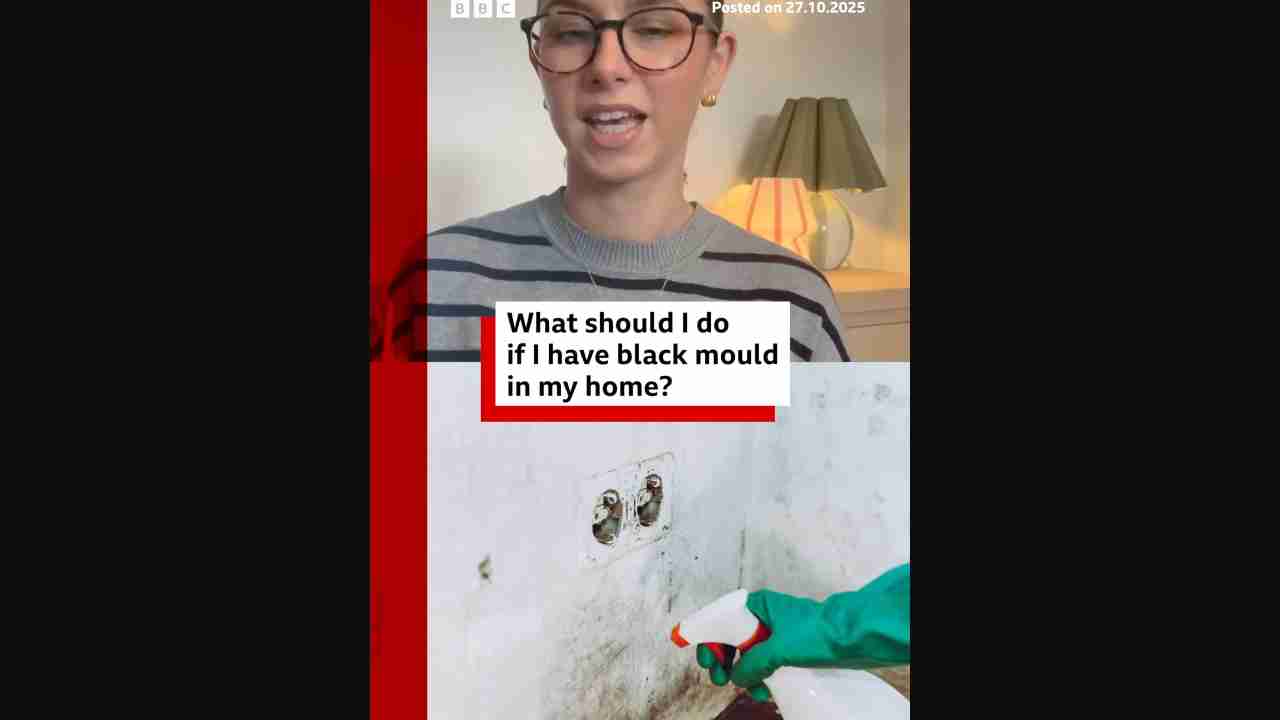 BBC
Posted on 27.10.2025
What should I do
if I have black mould
in my home?